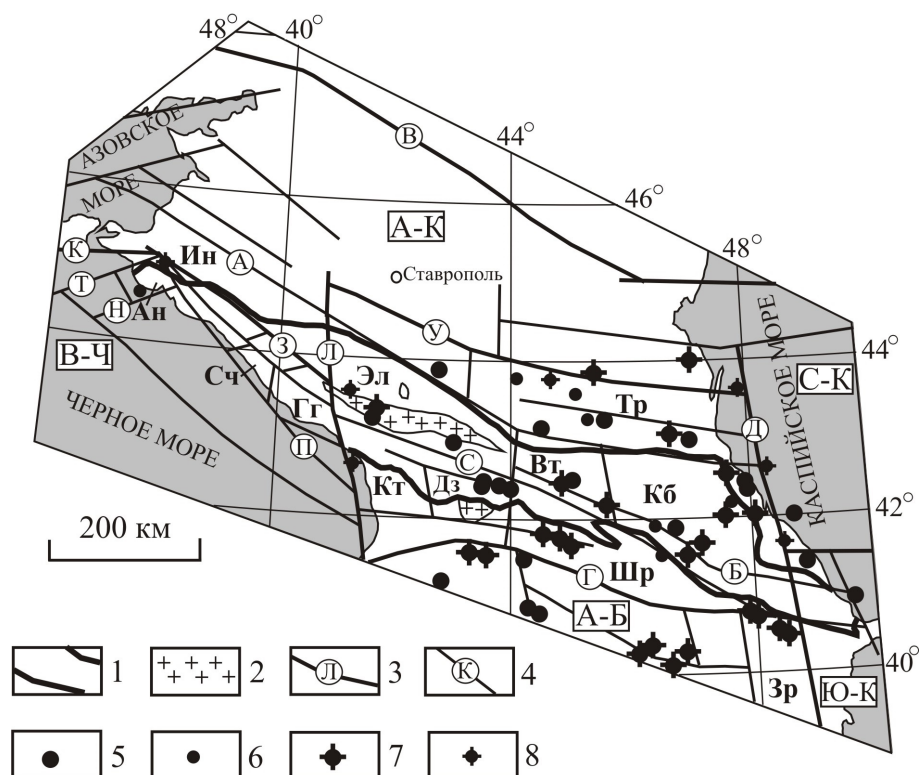 48° 40°
44°
46°
48°
АЗОВСКОЕ
МОРЕ
В
А-К
К
Ин
А
Ставрополь
Т
Н
Ан
У
44°
В-Ч
З
Л
С-К
Сч
Эл
Тр
Гг
КАСПИЙСКОЕ МОРЕ
ЧЕРНОЕ МОРЕ
Д
П
С
Вт
Кт
Дз
Кб
42°
200 км
Г
Шр
Б
А-Б
40°
Зр
Ю-К
1
2
Л
3
К
4
5
6
7
8